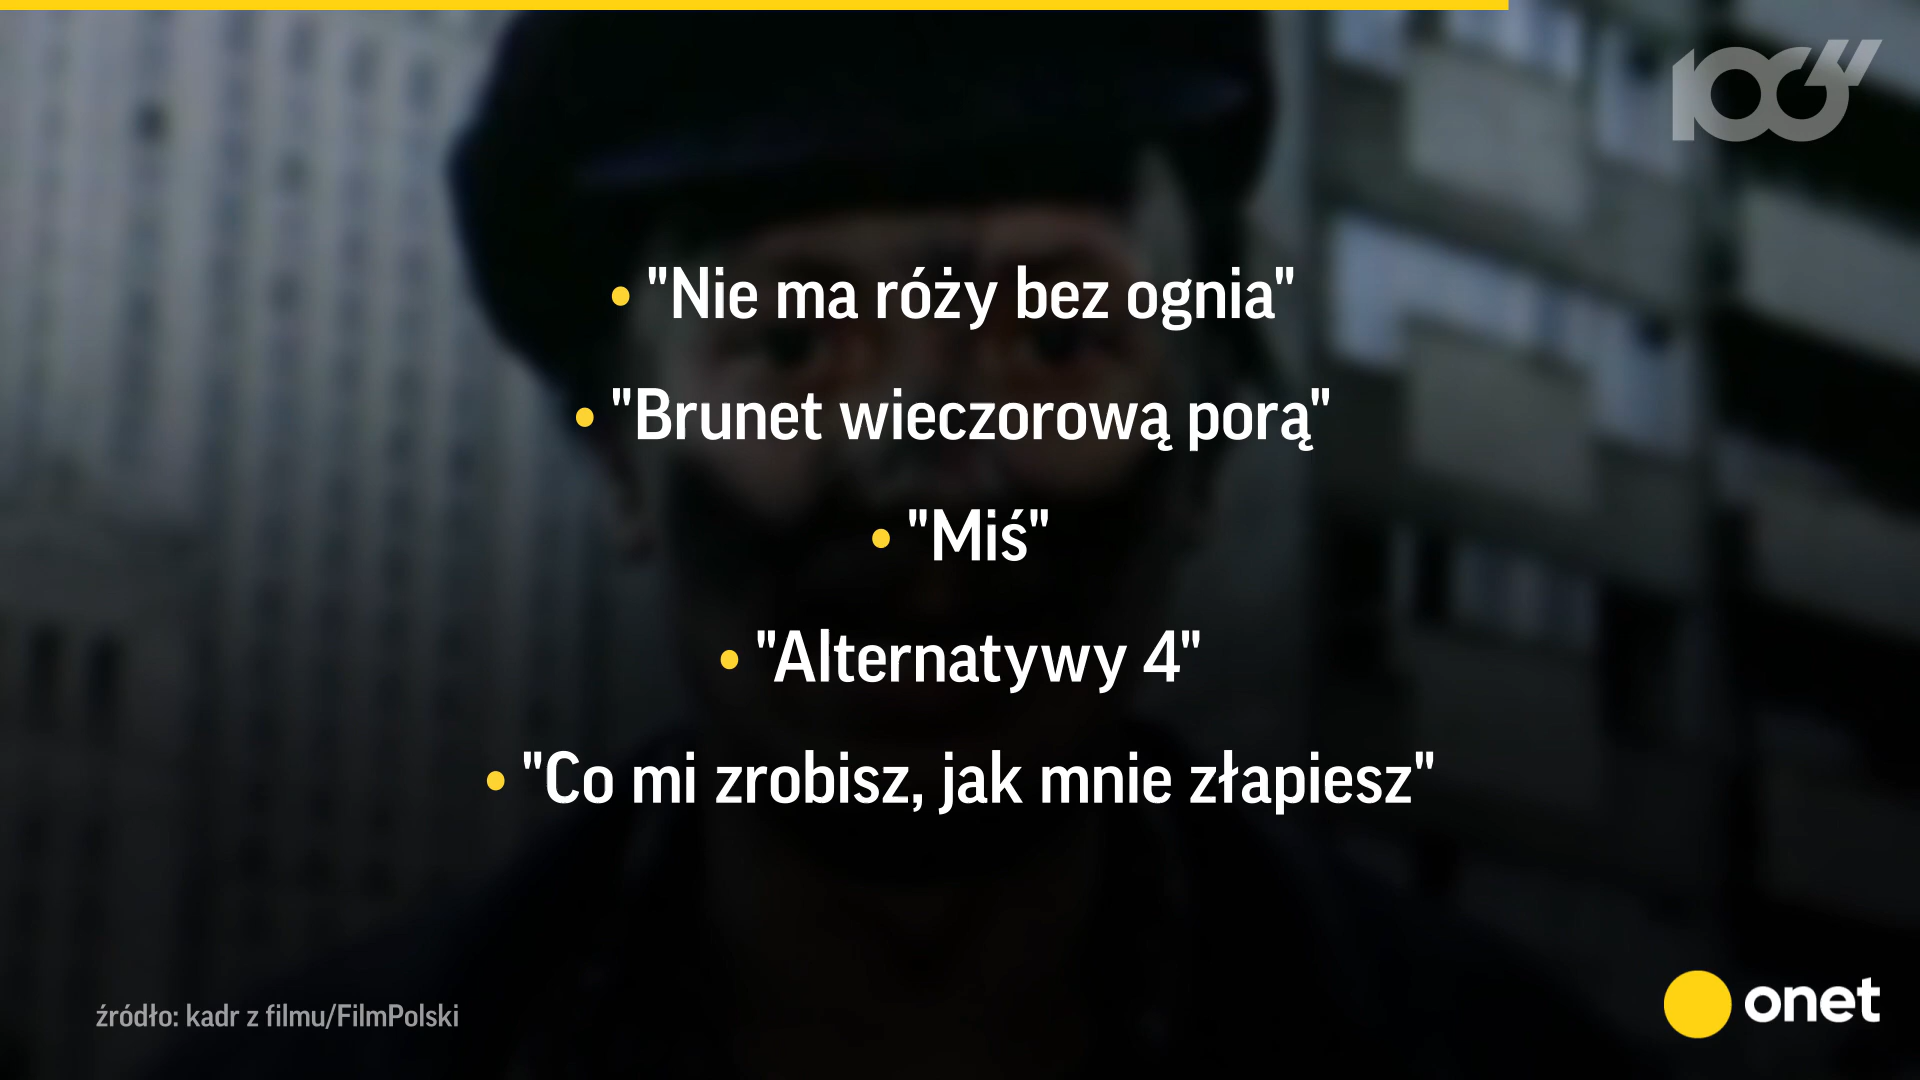 100"
• "Nie ma róży bez ognia"
• "Brunet wieczorową porą"
• "Miś"
• "Alternatywy 4"
• "Co mi zrobisz, jak mnie złapiesz"
źródło: kadr z filmu/FilmPolski
onet